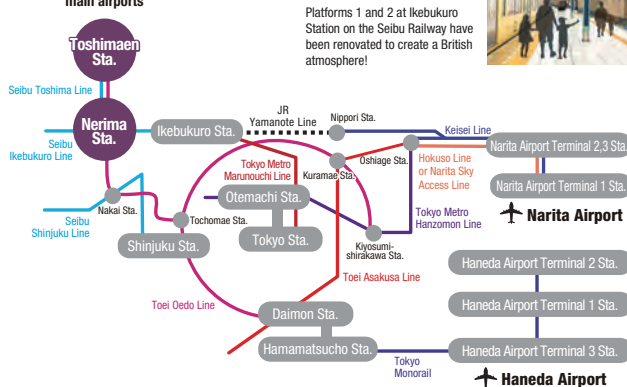 main airports
Platforms 1 and 2 at Ikebukuro
Station on the Seibu Railway have
been renovated to create a British
atmosphere!
Toshimaen
Sta.
Seibu Toshima Line
Nerima
Sta.
Seibu
Ikebukuro Line
Ikebukuro Sta.
JR
Yamanote Line
Nippori Sta.
Keisei Line
Narita Airport Terminal 2,3 Sta.
Oshiage Sta.
Hokuso Line
or Narita Sky
Access Line
Tokyo Metro
Marunouchi Line
Kuramae Sta.
Narita Airport Terminal 1 Sta.
Otemachi Sta.
Nakai Sta.
Tochomae Sta.
Tokyo Metro
Hanzomon Line
Narita Airport
Seibu
Shinjuku Line
Shinjuku Sta.
Tokyo Sta.
Kiyosumi-
shirakawa Sta.
Haneda Airport Terminal 2 Sta.
Toei Asakusa Line
Toei Oedo Line
Haneda Airport Terminal 1 Sta.
Daimon Sta.
Hamamatsucho Sta.
Haneda Airport Terminal 3 Sta.
Tokyo
Monorail
Haneda Airport